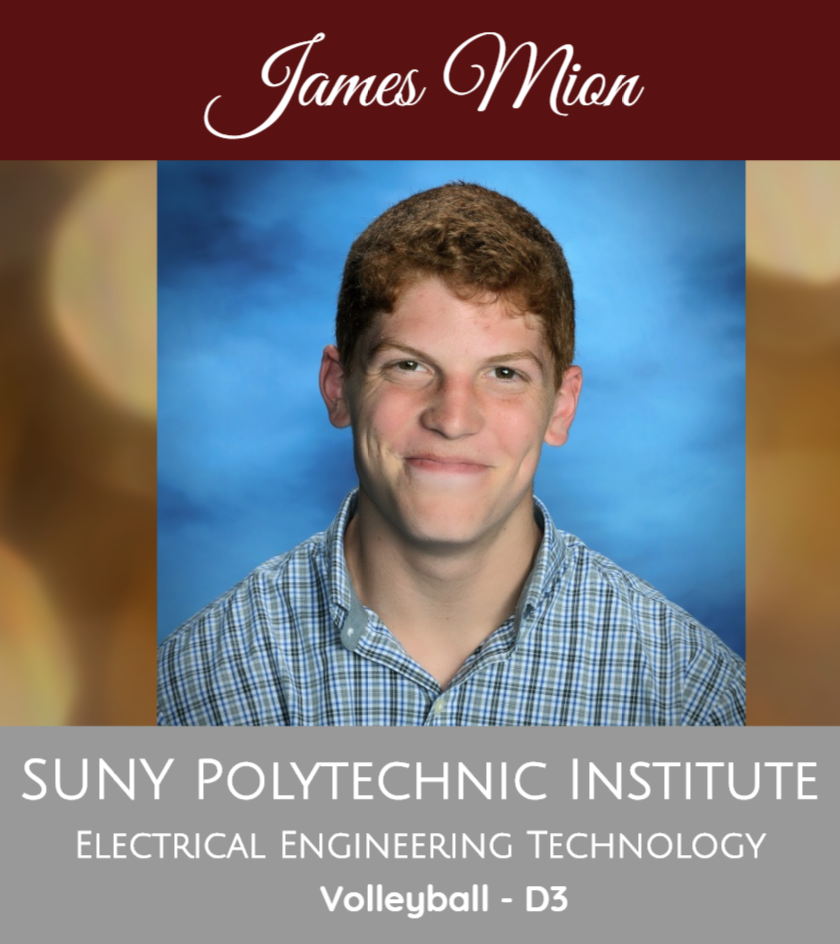 James Mion
SUNY Polytechnic Institute
Electrical Engineering Technology
Volleyball - D3